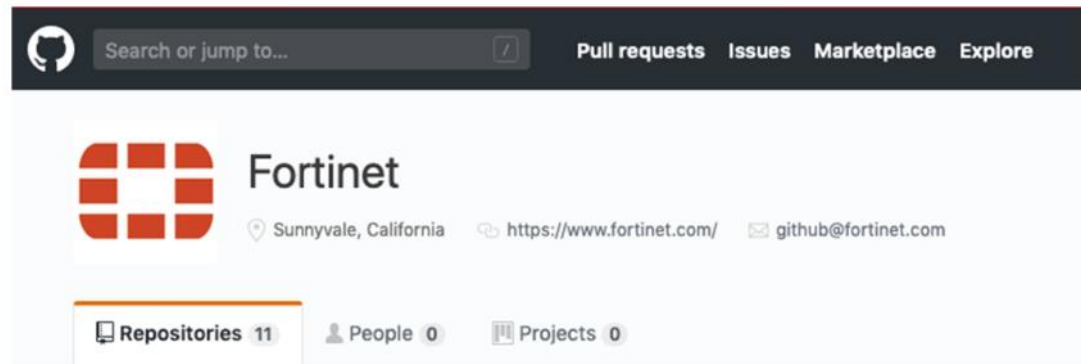 Search or jump to... / Pull requests Issues Marketplace Explore
Fortinet
Sunnyvale, California https://www.fortinet.com/ github@fortinet.com
Repositories 11 People 0 Projects 0